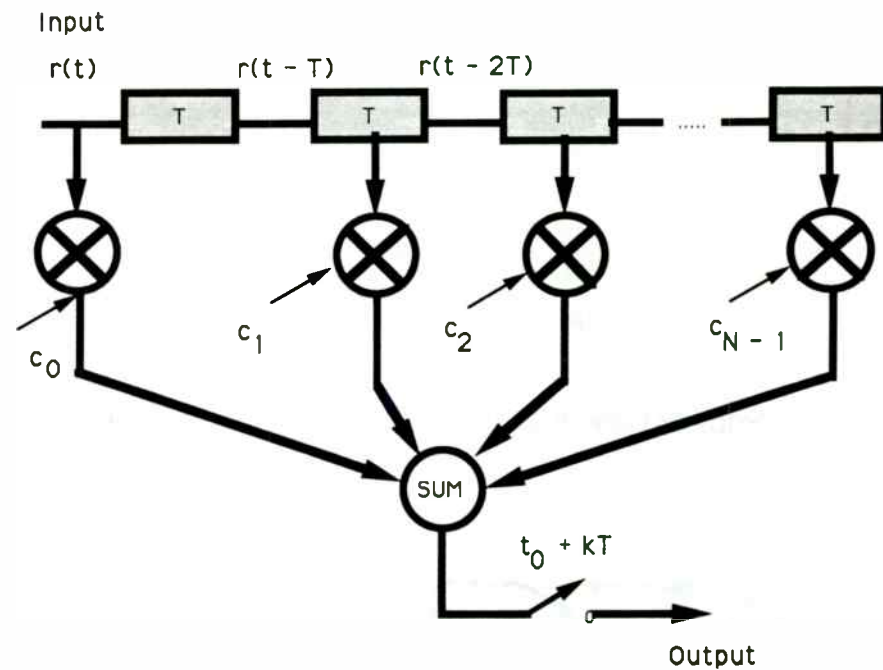 Input
r(t) r(t - T) r(t - 2T)
T T T ..... T
c0 c1 c2 cN - 1
SUM
t0 + kT
Output